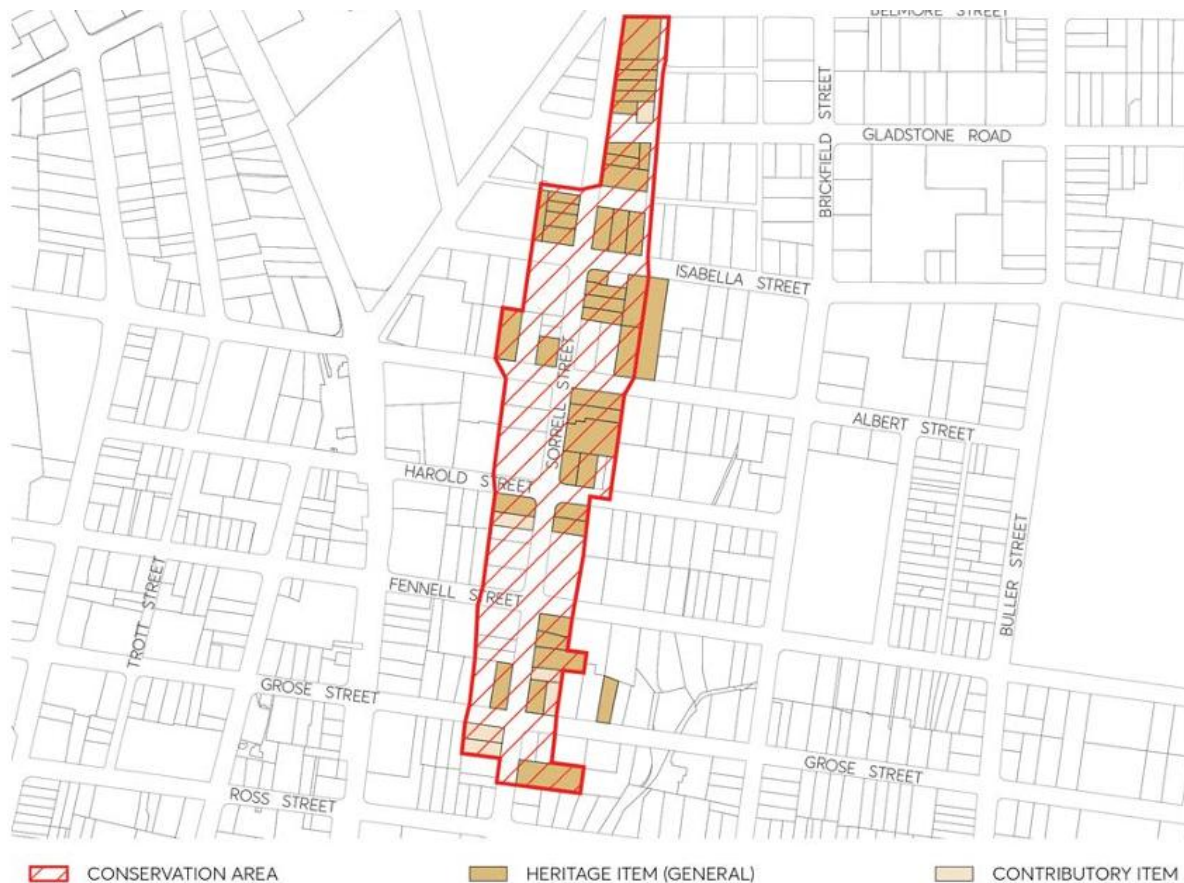 BELMORE STREET
BRICKFIELD STREET
GLADSTONE ROAD
ISABELLA STREET
SORRELL STREET
ALBERT STREET
HAROLD STREET
BULLER STREET
FENNELL STREET
TROTT STREET
GROSE STREET
GROSE STREET
ROSS STREET
CONSERVATION AREA
HERITAGE ITEM (GENERAL)
CONTRIBUTORY ITEM